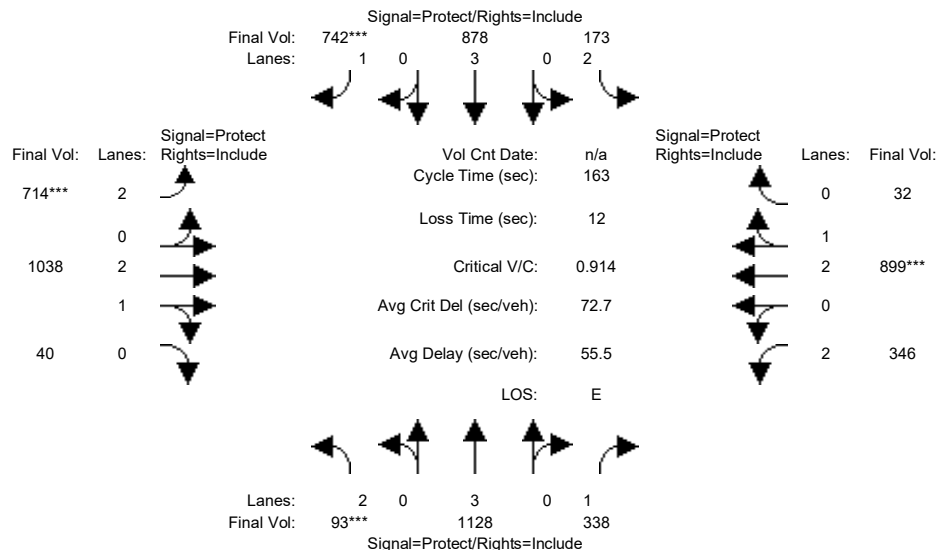 Signal=Protect/Rights=Include
Final Vol: 742*** 878 173
Lanes: 1 0 3 0 2
Signal=Protect Signal=Protect
Final Vol: Lanes: Rights=Include Vol Cnt Date: n/a Rights=Include Lanes: Final Vol:
Cycle Time (sec): 163
714*** 2 0 32
Loss Time (sec): 12
0 1
1038 2 Critical V/C: 0.914 2 899***
1 Avg Crit Del (sec/veh): 72.7 0
40 0 Avg Delay (sec/veh): 55.5 2 346
LOS: E
Lanes: 2 0 3 0 1
Final Vol: 93*** 1128 338
Signal=Protect/Rights=Include